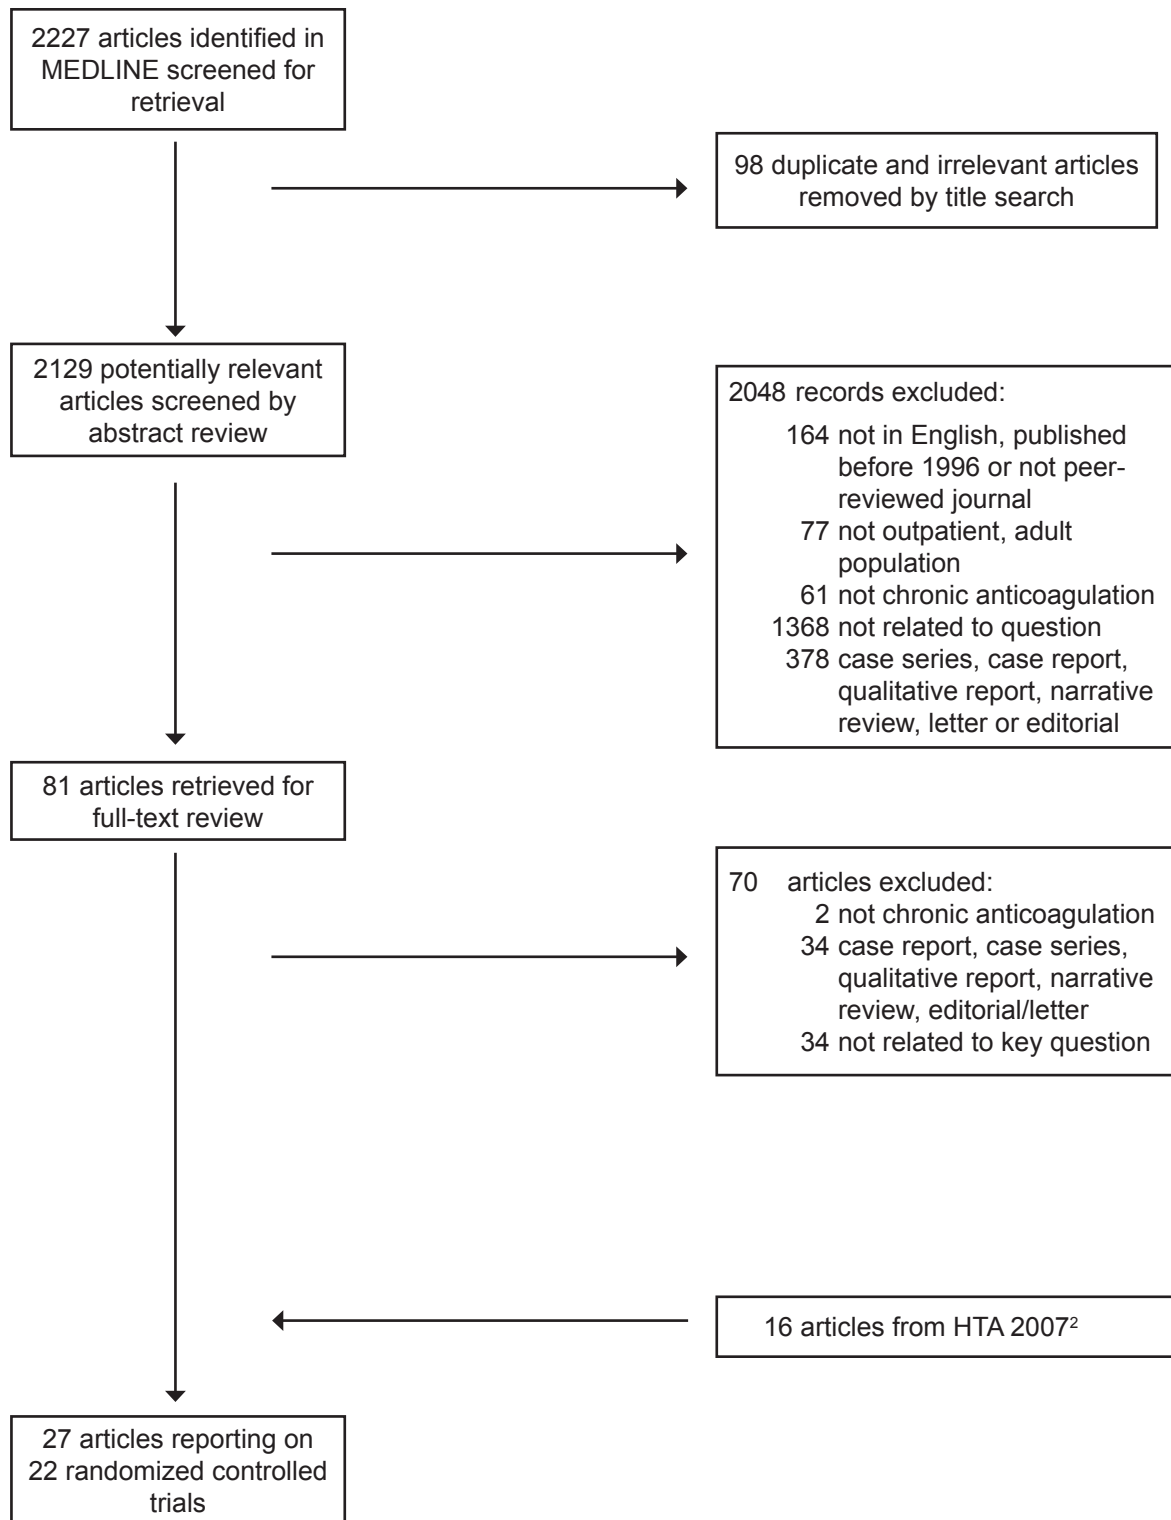 2227 articles identified in
MEDLINE screened for
retrieval
98 duplicate and irrelevant articles
removed by title search
2129 potentially relevant
articles screened by
abstract review
2048 records excluded:
164 not in English, published
before 1996 or not peer-
reviewed journal
77 not outpatient, adult
population
61 not chronic anticoagulation
1368 not related to question
378 case series, case report,
qualitative report, narrative
review, letter or editorial
81 articles retrieved for
full-text review
70 articles excluded:
2 not chronic anticoagulation
34 case report, case series,
qualitative report, narrative
review, editorial/letter
34 not related to key question
16 articles from HTA 2007²
27 articles reporting on
22 randomized controlled
trials